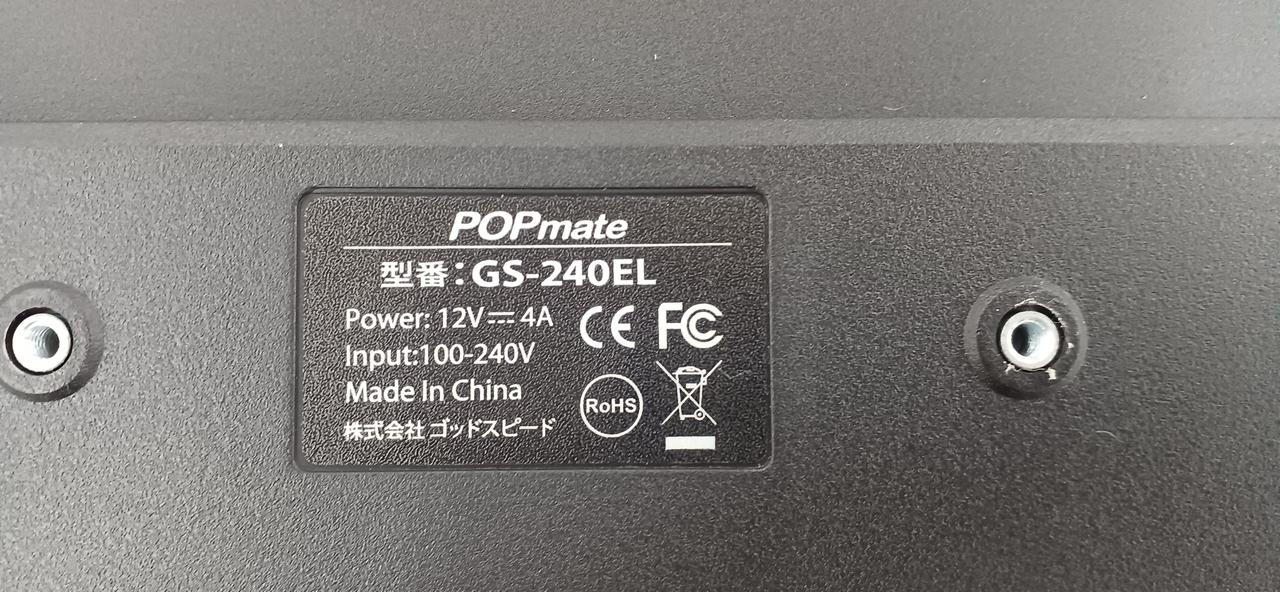 POPmate
型番：GS-240EL
Power: 12V⎓4A
Input:100-240V
Made In China
株式会社 ゴッドスピード
CE FC
RoHS